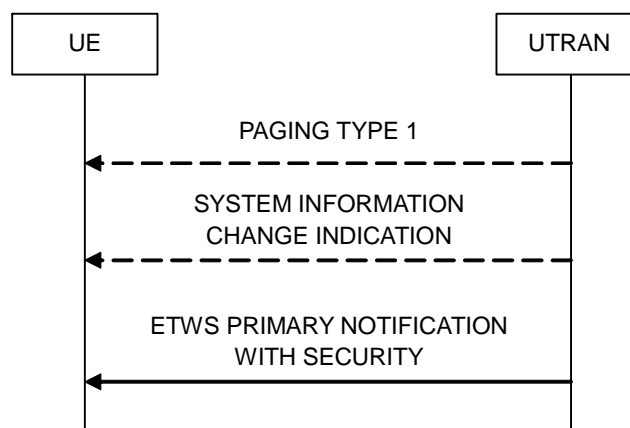 UE
UTRAN
PAGING TYPE 1
SYSTEM INFORMATION
CHANGE INDICATION
ETWS PRIMARY NOTIFICATION
WITH SECURITY